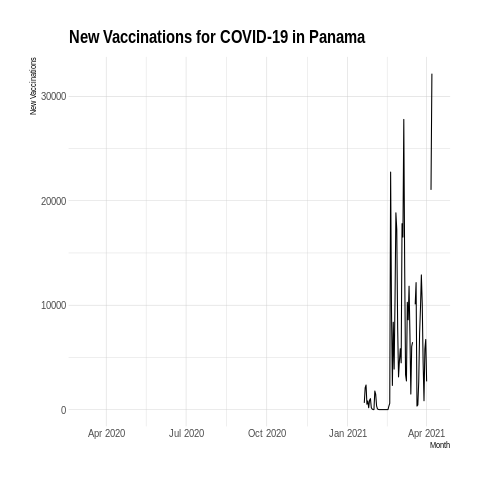 New Vaccinations for COVID-19 in Panama
New Vaccinations
30000
20000
10000
0
Apr 2020 Jul 2020 Oct 2020 Jan 2021 Apr 2021
Month